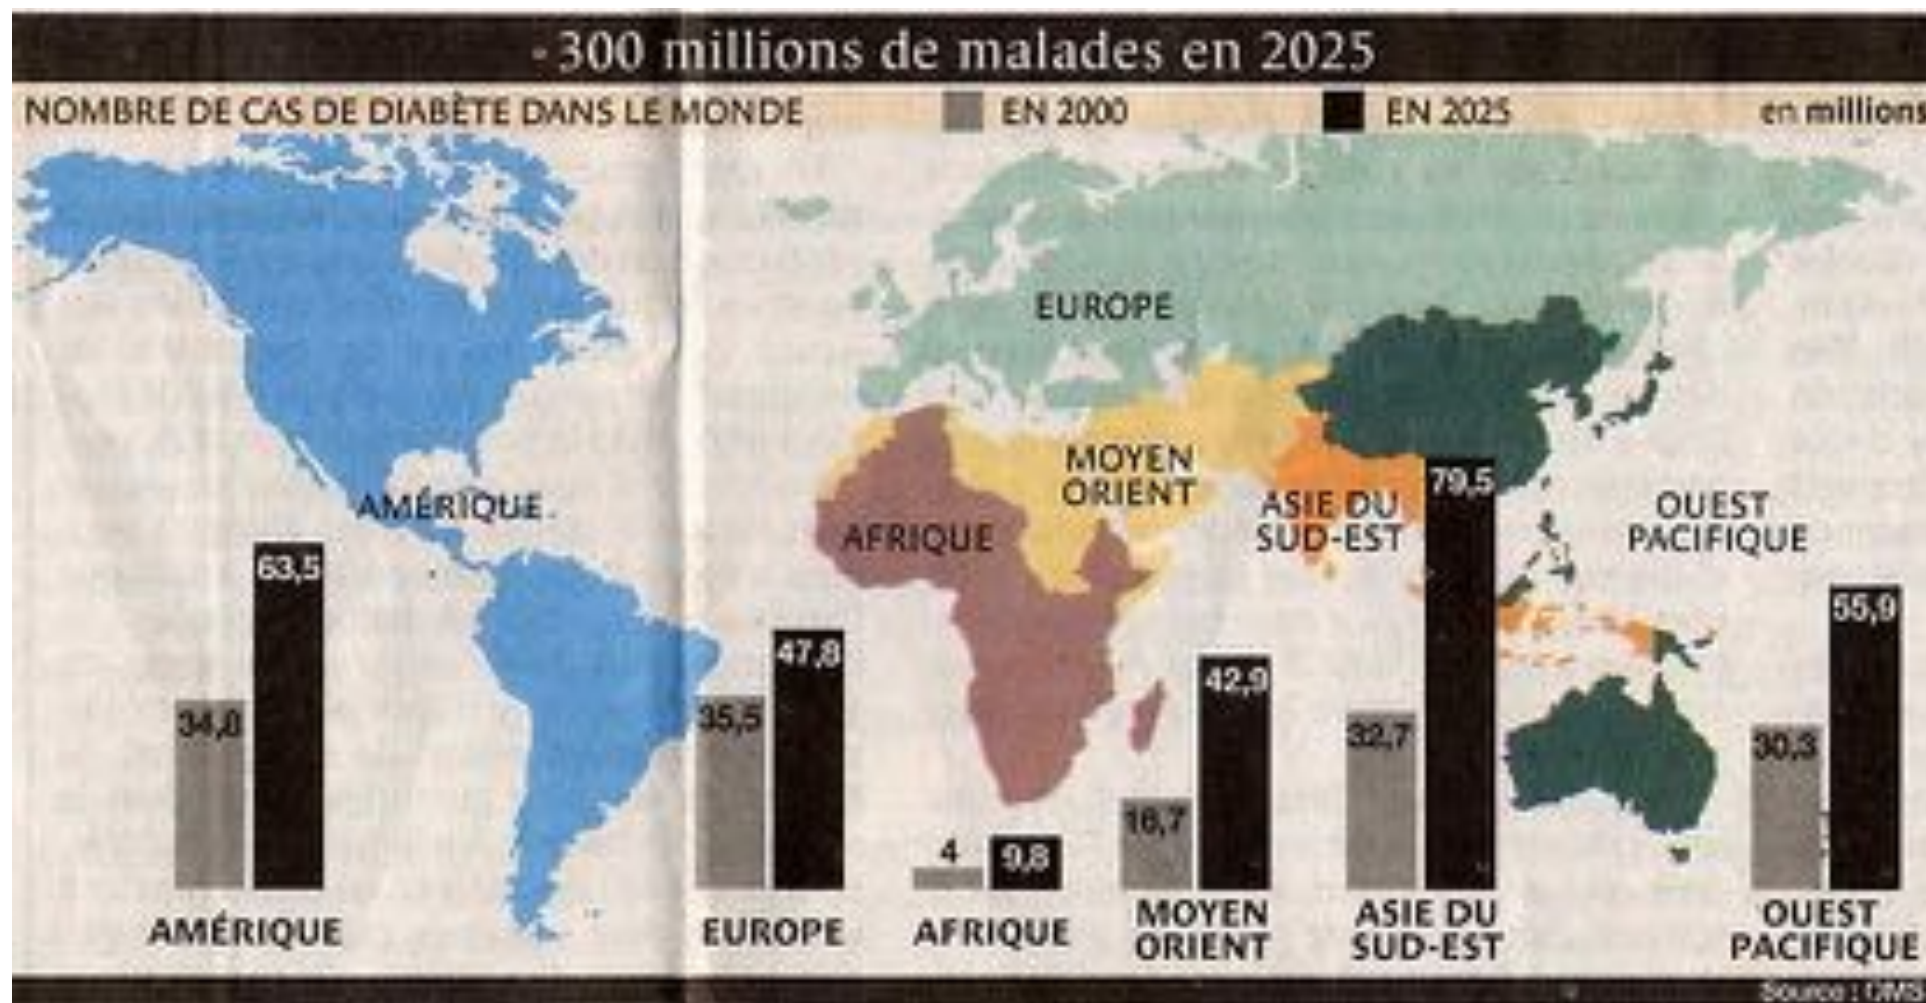 300 millions de malades en 2025
NOMBRE DE CAS DE DIABÈTE DANS LE MONDE
EN 2000
EN 2025
en millions
EUROPE
MOYEN
ORIENT
AMÉRIQUE
AFRIQUE
ASIE DU
SUD-EST
OUEST
PACIFIQUE
34,8
63,5
35,5
47,8
4
9,8
16,7
42,9
32,7
79,5
30,3
55,9
AMÉRIQUE
EUROPE
AFRIQUE
MOYEN
ORIENT
ASIE DU
SUD-EST
OUEST
PACIFIQUE
Source : OMS